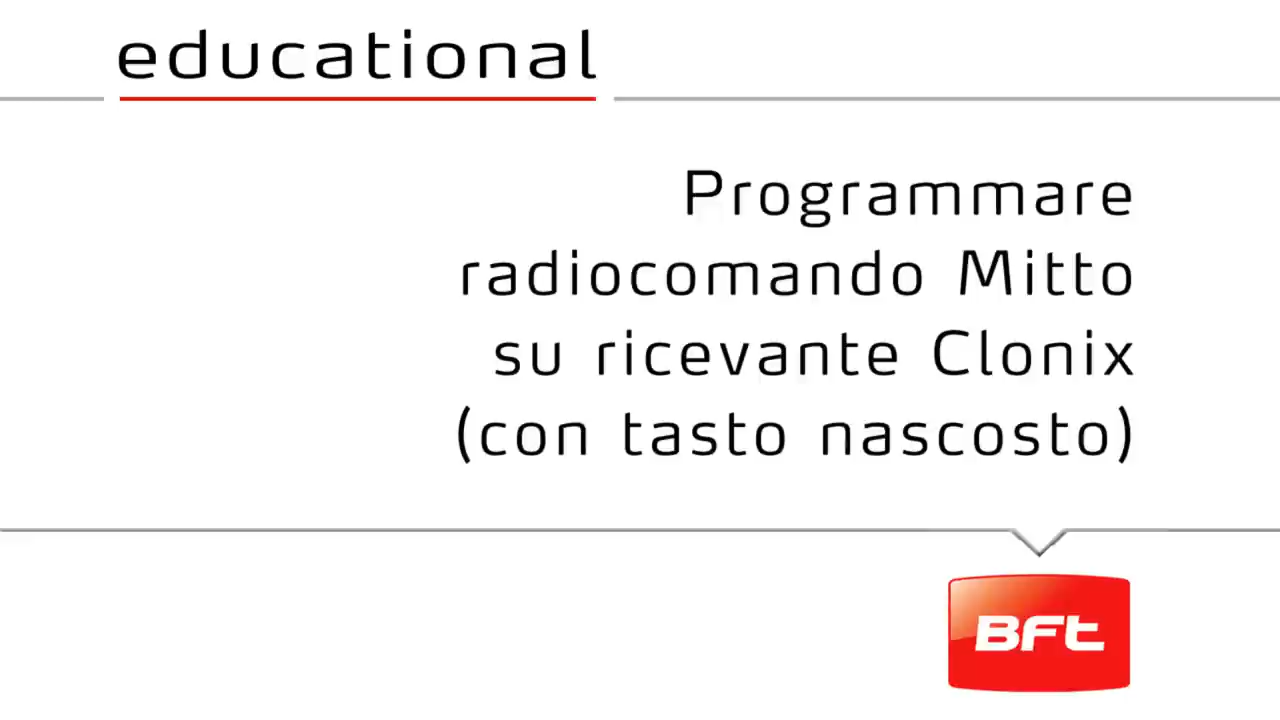 educational
Programmare
radiocomando Mitto
su ricevante Clonix
(con tasto nascosto)
BFt